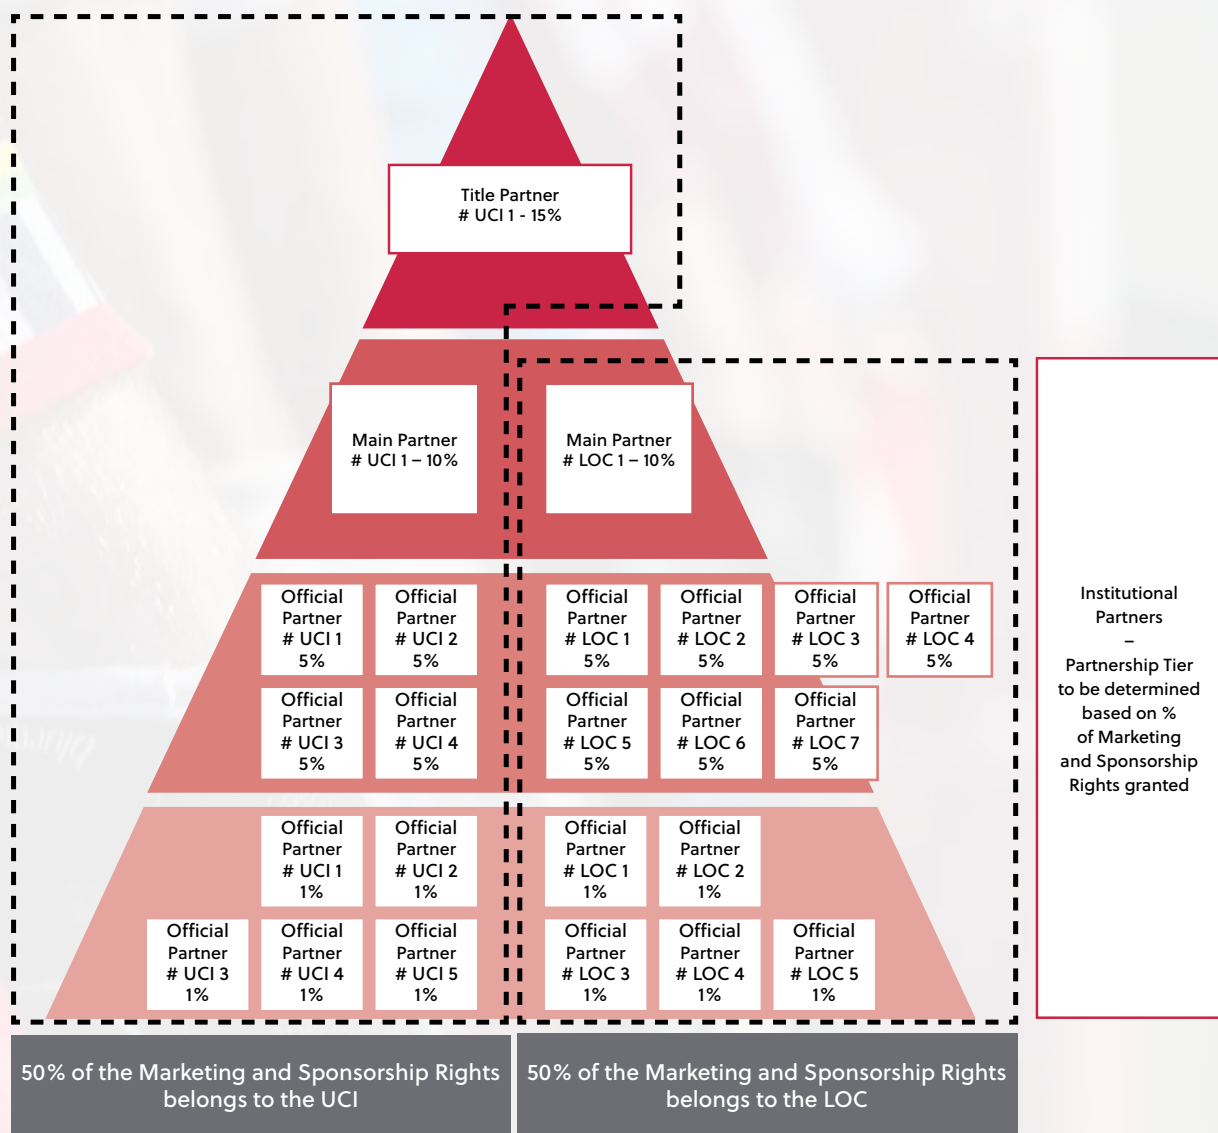 Title Partner
# UCI 1 - 15%
Main Partner
# UCI 1 – 10%
Main Partner
# LOC 1 – 10%
Official
Partner
# UCI 1
5%
Official
Partner
# UCI 2
5%
Official
Partner
# LOC 1
5%
Official
Partner
# LOC 2
5%
Official
Partner
# LOC 3
5%
Official
Partner
# LOC 4
5%
Official
Partner
# UCI 3
5%
Official
Partner
# UCI 4
5%
Official
Partner
# LOC 5
5%
Official
Partner
# LOC 6
5%
Official
Partner
# LOC 7
5%
Official
Partner
# UCI 1
1%
Official
Partner
# UCI 2
1%
Official
Partner
# LOC 1
1%
Official
Partner
# LOC 2
1%
Official
Partner
# UCI 3
1%
Official
Partner
# UCI 4
1%
Official
Partner
# UCI 5
1%
Official
Partner
# LOC 3
1%
Official
Partner
# LOC 4
1%
Official
Partner
# LOC 5
1%
Institutional
Partners
–
Partnership Tier
to be determined
based on %
of Marketing
and Sponsorship
Rights granted
50% of the Marketing and Sponsorship Rights
belongs to the UCI
50% of the Marketing and Sponsorship Rights
belongs to the LOC